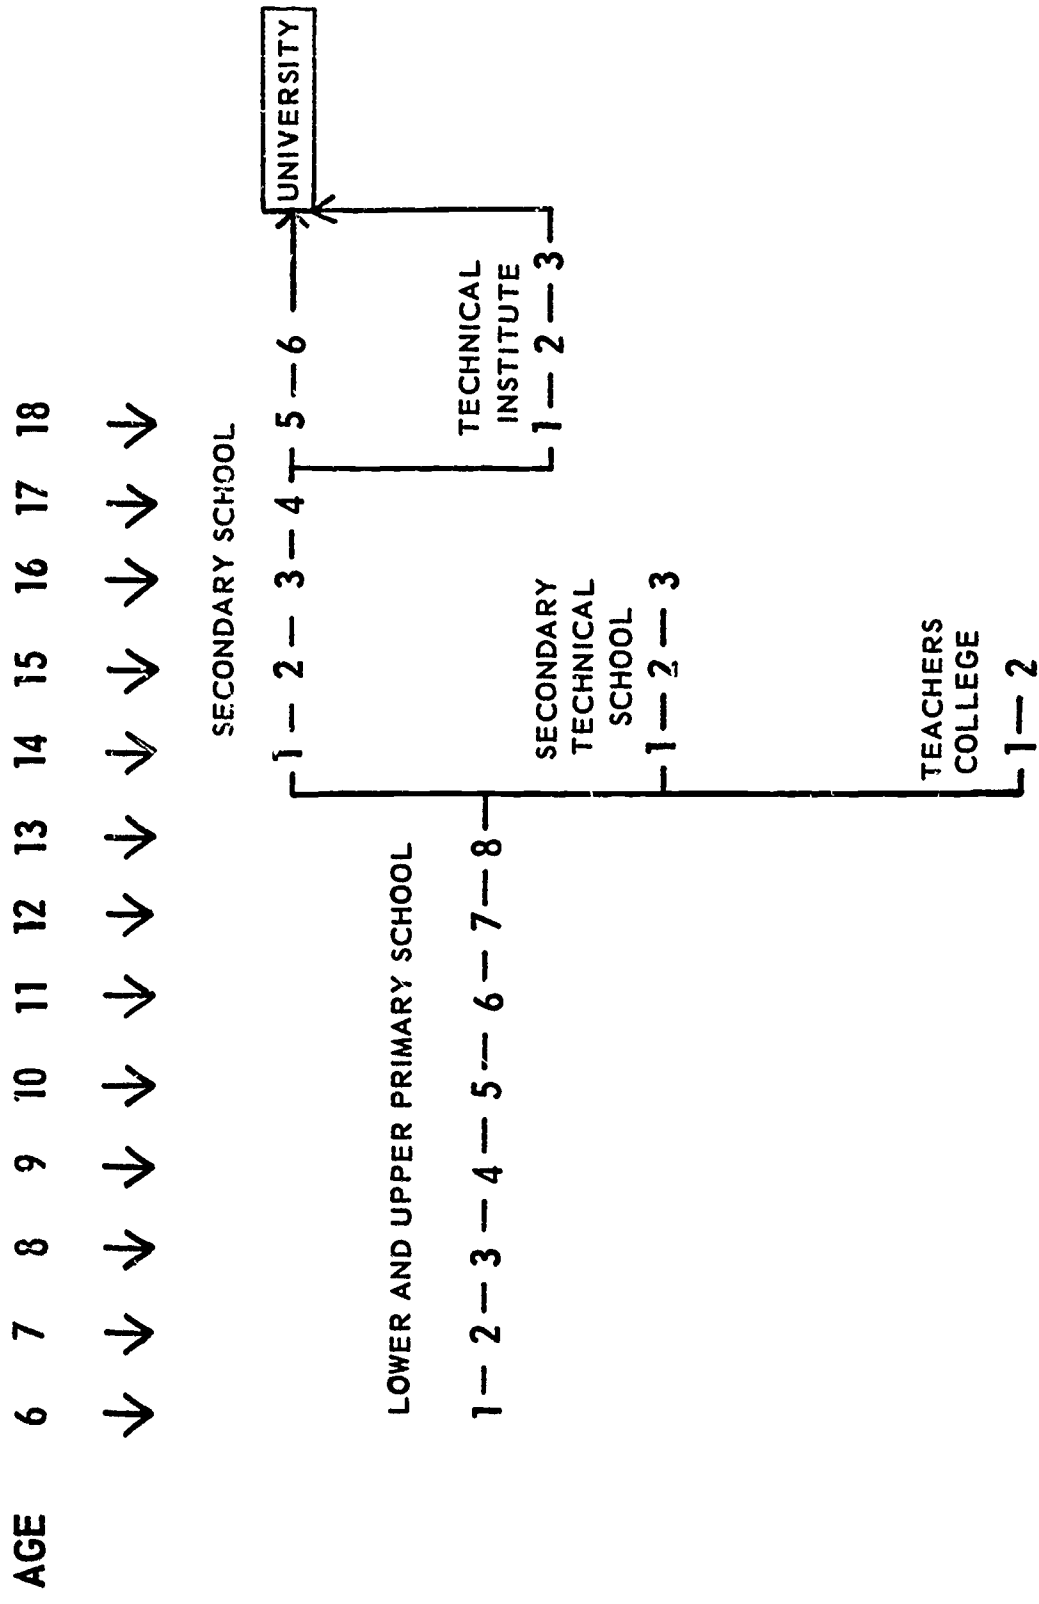 AGE 6 7 8 9 10 11 12 13 14 15 16 17 18
SECONDARY SCHOOL
1 — 2 — 3 — 4 — 5 — 6
UNIVERSITY
LOWER AND UPPER PRIMARY SCHOOL
1 — 2 — 3 — 4 — 5 — 6 — 7 — 8
TECHNICAL
INSTITUTE
1 — 2 — 3
SECONDARY
TECHNICAL
SCHOOL
1 — 2 — 3
TEACHERS
COLLEGE
1 — 2